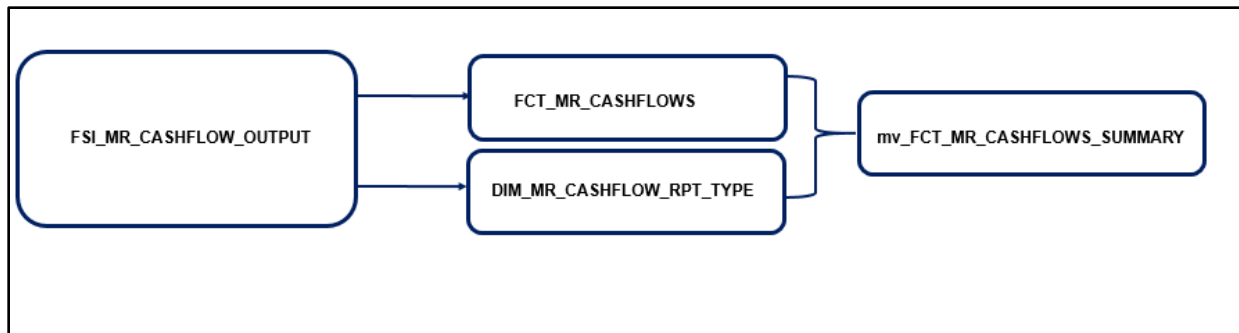 FSI_MR_CASHFLOW_OUTPUT
FCT_MR_CASHFLOWS
DIM_MR_CASHFLOW_RPT_TYPE
mv_FCT_MR_CASHFLOWS_SUMMARY